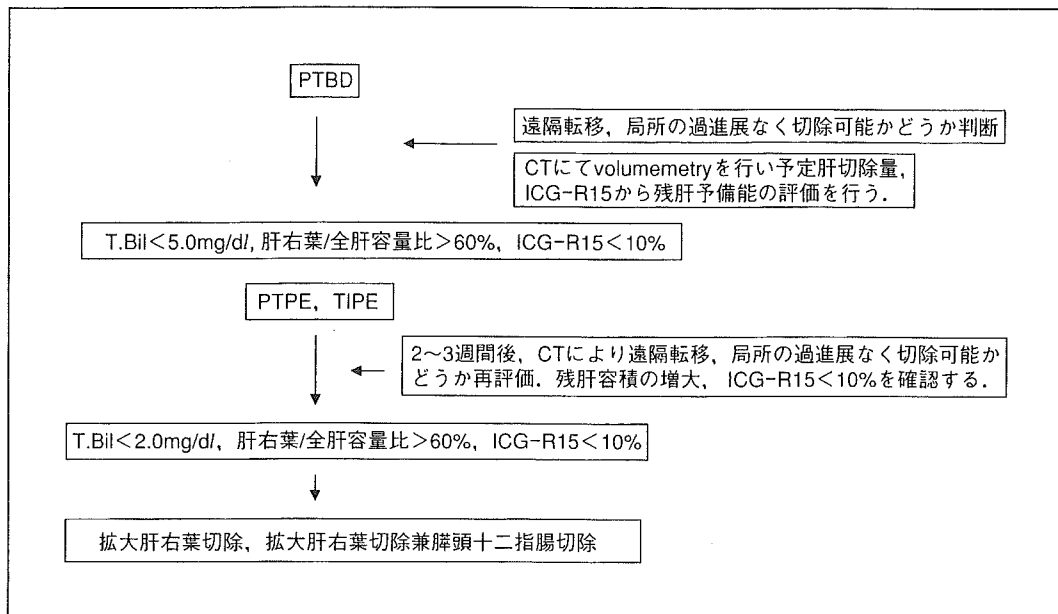 PTBD
遠隔転移，局所の過進展なく切除可能かどうか判断
CTにてvolumemetryを行い予定肝切除量，
ICG-R15から残肝予備能の評価を行う．
T.Bil＜5.0mg/dl, 肝右葉/全肝容量比＞60%，ICG-R15＜10%
PTPE，TIPE
2〜3週間後，CTにより遠隔転移，局所の過進展なく切除可能か
どうか再評価．残肝容積の増大，ICG-R15＜10%を確認する．
T.Bil＜2.0mg/dl，肝右葉/全肝容量比＞60%，ICG-R15＜10%
拡大肝右葉切除，拡大肝右葉切除兼膵頭十二指腸切除